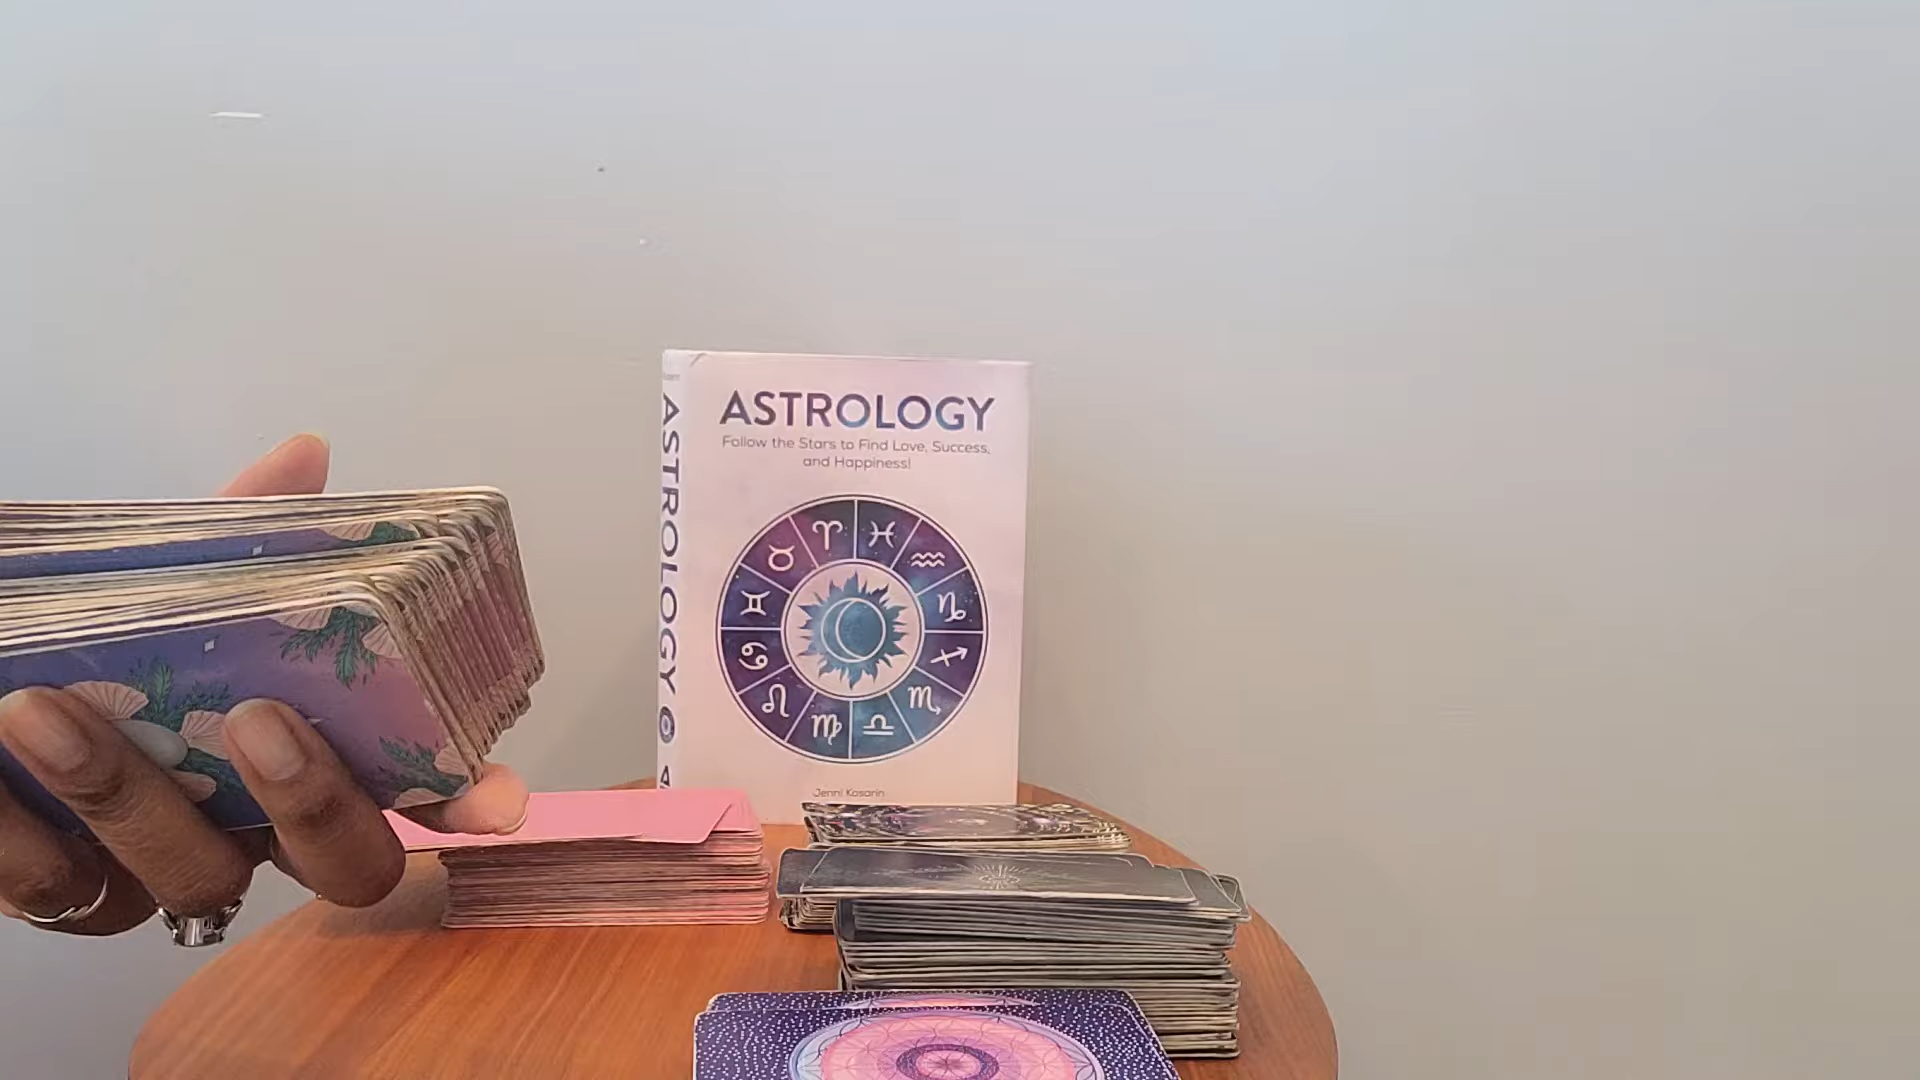 ASTROLOGY
Follow the Stars to Find Love, Success,
and Happiness!
Jenni Kosarin
ASTROLOGY